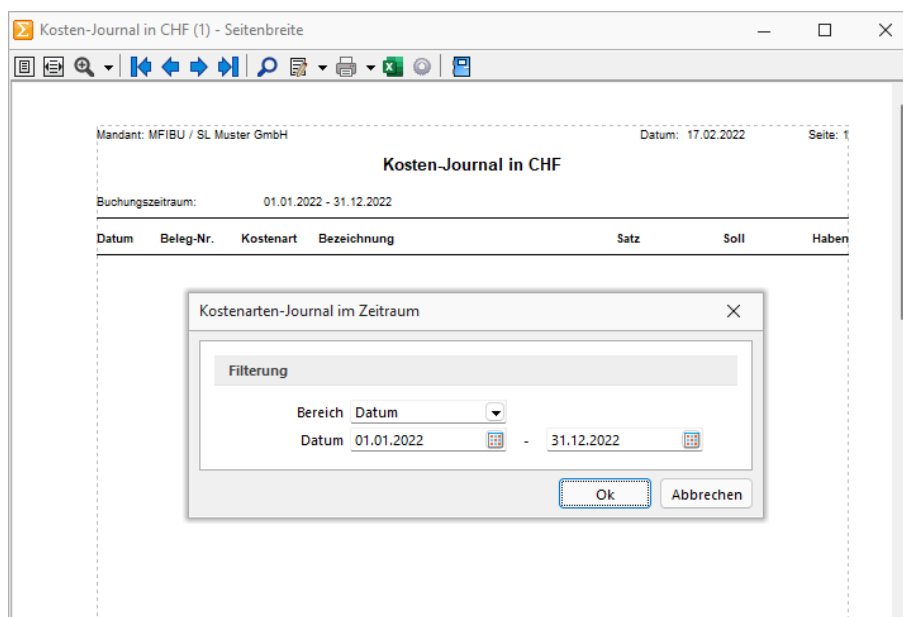 Kosten-Journal in CHF (1) - Seitenbreite
Mandant: MFIBU / SL Muster GmbH Datum: 17.02.2022 Seite: 1
Kosten-Journal in CHF
Buchungszeitraum: 01.01.2022 - 31.12.2022
Datum Beleg-Nr. Kostenart Bezeichnung Satz Soll Haben
Kostenarten-Journal im Zeitraum
Filterung
Bereich Datum
Datum 01.01.2022 - 31.12.2022
Ok Abbrechen